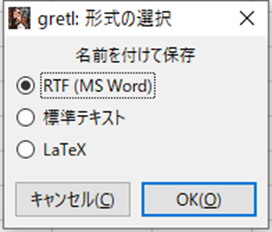 gretl: 形式の選択
名前を付けて保存
RTF (MS Word)
標準テキスト
LaTeX
キャンセル(C) OK(O)